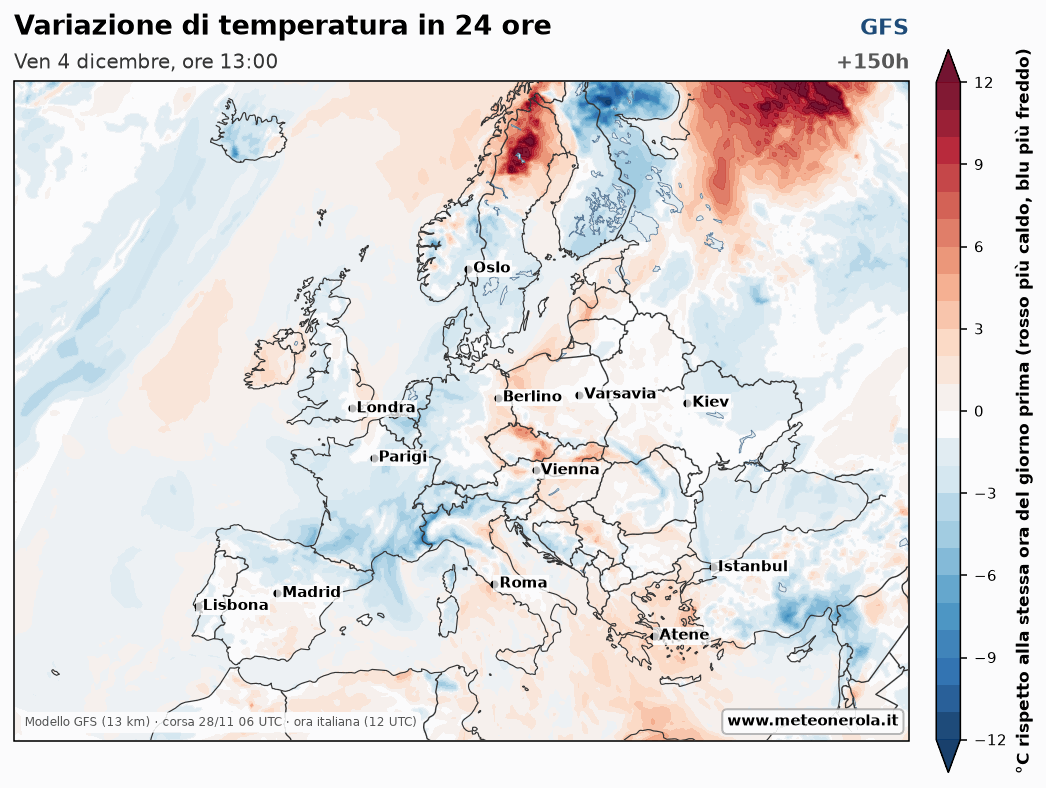 Variazione di temperatura in 24 ore
GFS
Ven 4 dicembre, ore 13:00
+150h
Oslo
Londra
Berlino
Varsavia
Kiev
Parigi
Vienna
Istanbul
Roma
Madrid
Lisbona
Atene
Modello GFS (13 km) · corsa 28/11 06 UTC · ora italiana (12 UTC)
www.meteonerola.it
12
9
6
3
0
−3
−6
−9
−12
°C rispetto alla stessa ora del giorno prima (rosso più caldo, blu più freddo)